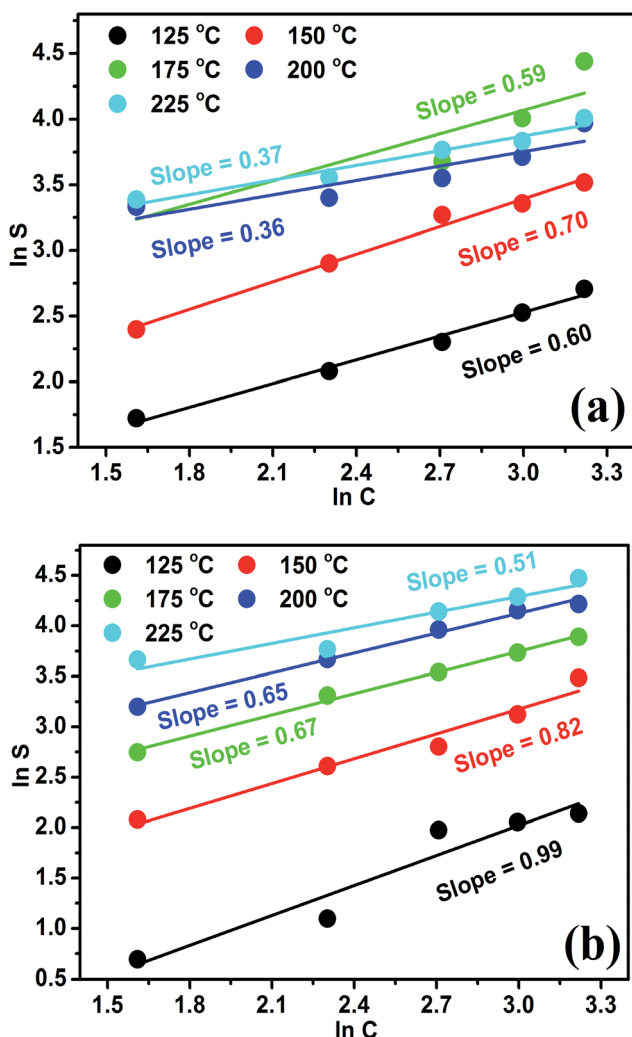 125 °C 150 °C
175 °C 200 °C
225 °C
Slope = 0.59
Slope = 0.37
Slope = 0.36
Slope = 0.70
Slope = 0.60
(a)
ln S
4.5
4.0
3.5
3.0
2.5
2.0
1.5
1.5 1.8 2.1 2.4 2.7 3.0 3.3
ln C
125 °C 150 °C
175 °C 200 °C
225 °C
Slope = 0.51
Slope = 0.65
Slope = 0.67
Slope = 0.82
Slope = 0.99
(b)
ln S
4.5
4.0
3.5
3.0
2.5
2.0
1.5
1.0
0.5
1.5 1.8 2.1 2.4 2.7 3.0 3.3
ln C